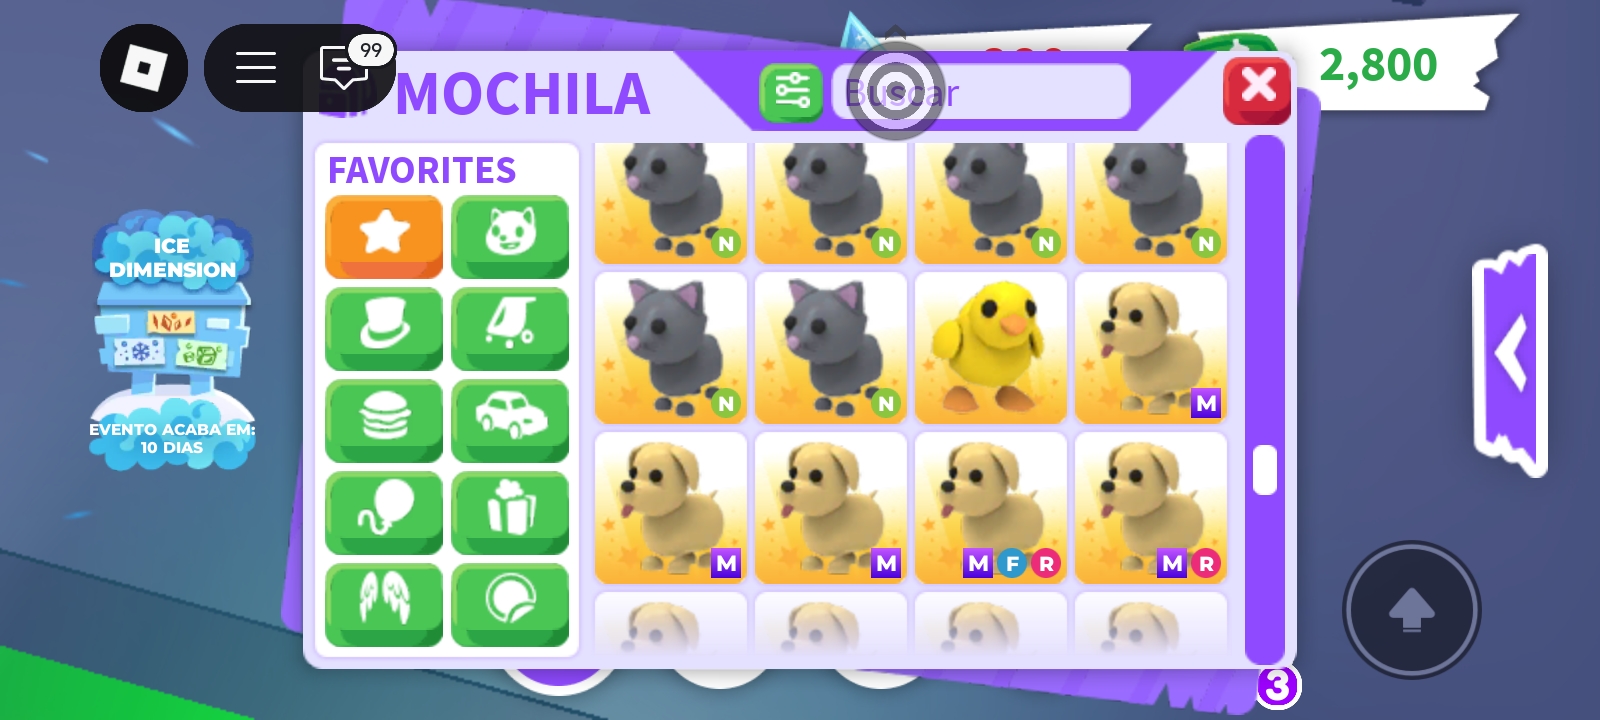 99
2,800
MOCHILA
Buscar
FAVORITES
N N N N
ICE
DIMENSION
N N M
EVENTO ACABA EM:
10 DIAS
M M M F R M R
3